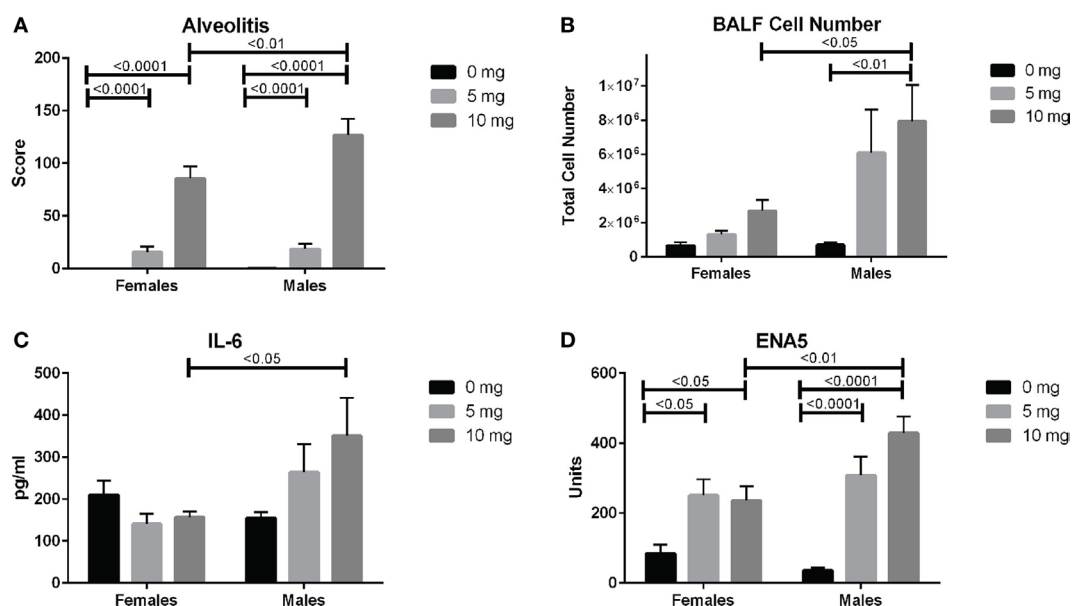 A
Alveolitis
<0.01
<0.0001
<0.0001
<0.0001
<0.0001
200
150
100
50
0
Score
Females
Males
0 mg
5 mg
10 mg
B
BALF Cell Number
<0.05
<0.01
1×10⁷
8×10⁶
6×10⁶
4×10⁶
2×10⁶
0
Total Cell Number
Females
Males
0 mg
5 mg
10 mg
C
IL-6
<0.05
500
400
300
200
100
0
pg/ml
Females
Males
0 mg
5 mg
10 mg
D
ENA5
<0.01
<0.05
<0.0001
<0.05
<0.0001
600
400
200
0
Units
Females
Males
0 mg
5 mg
10 mg